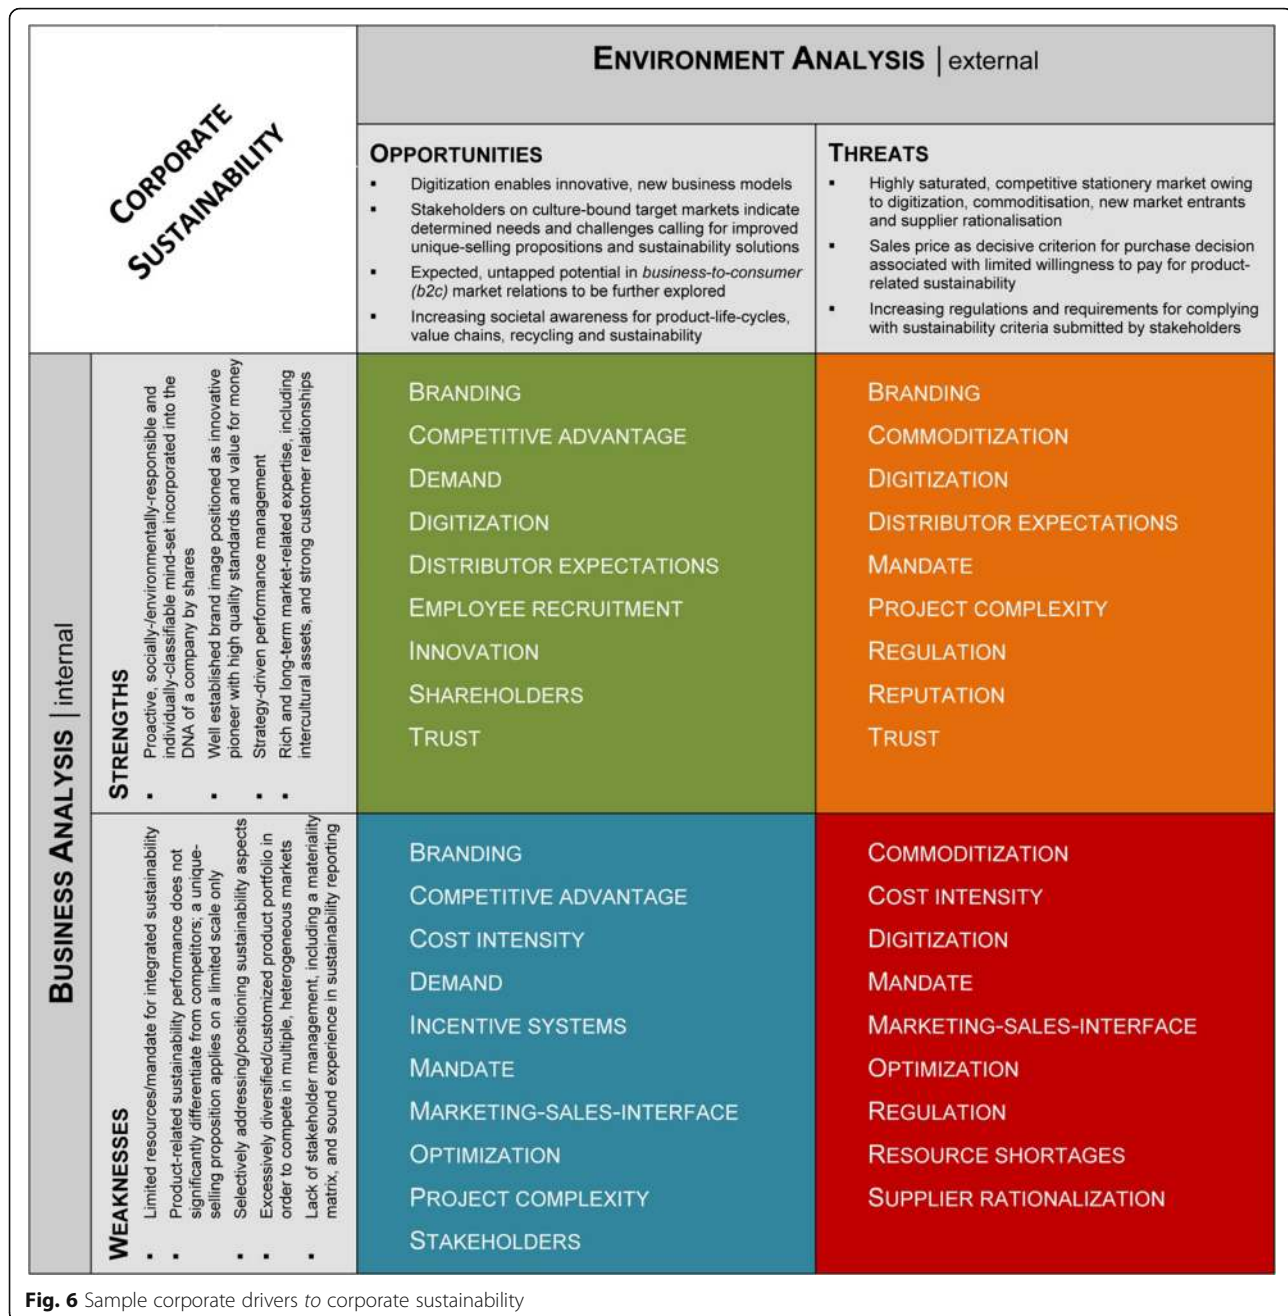 CORPORATE
SUSTAINABILITY
ENVIRONMENT ANALYSIS | external
OPPORTUNITIES
▪ Digitization enables innovative, new business models
▪ Stakeholders on culture-bound target markets indicate
determined needs and challenges calling for improved
unique-selling propositions and sustainability solutions
▪ Expected, untapped potential in business-to-consumer
(b2c) market relations to be further explored
▪ Increasing societal awareness for product-life-cycles,
value chains, recycling and sustainability
THREATS
▪ Highly saturated, competitive stationery market owing
to digitization, commoditisation, new market entrants
and supplier rationalisation
▪ Sales price as decisive criterion for purchase decision
associated with limited willingness to pay for product-
related sustainability
▪ Increasing regulations and requirements for complying
with sustainability criteria submitted by stakeholders
BUSINESS ANALYSIS | internal
STRENGTHS
▪ Proactive, socially-/environmentally-responsible and
individually-classifiable mind-set incorporated into the
DNA of a company by shares
▪ Well established brand image positioned as innovative
pioneer with high quality standards and value for money
▪ Strategy-driven performance management
▪ Rich and long-term market-related expertise, including
intercultural assets, and strong customer relationships
BRANDING
COMPETITIVE ADVANTAGE
DEMAND
DIGITIZATION
DISTRIBUTOR EXPECTATIONS
EMPLOYEE RECRUITMENT
INNOVATION
SHAREHOLDERS
TRUST
BRANDING
COMMODITIZATION
DIGITIZATION
DISTRIBUTOR EXPECTATIONS
MANDATE
PROJECT COMPLEXITY
REGULATION
REPUTATION
TRUST
WEAKNESSES
▪ Limited resources/mandate for integrated sustainability
▪ Product-related sustainability performance does not
significantly differentiate from competitors; a unique-
selling proposition applies on a limited scale only
▪ Selectively addressing/positioning sustainability aspects
▪ Excessively diversified/customized product portfolio in
order to compete in multiple, heterogeneous markets
▪ Lack of stakeholder management, including a materiality
matrix, and sound experience in sustainability reporting
BRANDING
COMPETITIVE ADVANTAGE
COST INTENSITY
DEMAND
INCENTIVE SYSTEMS
MANDATE
MARKETING-SALES-INTERFACE
OPTIMIZATION
PROJECT COMPLEXITY
STAKEHOLDERS
COMMODITIZATION
COST INTENSITY
DIGITIZATION
MANDATE
MARKETING-SALES-INTERFACE
OPTIMIZATION
REGULATION
RESOURCE SHORTAGES
SUPPLIER RATIONALIZATION
Fig. 6 Sample corporate drivers to corporate sustainability